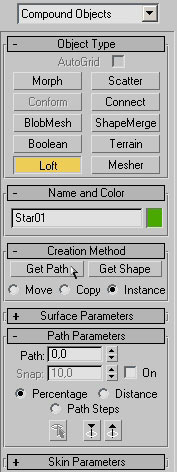 Compound Objects
- Object Type
AutoGrid
Morph Scatter
Conform Connect
BlobMesh ShapeMerge
Boolean Terrain
Loft Mesher
- Name and Color
Star01
- Creation Method
Get Path Get Shape
Move Copy Instance
+ Surface Parameters
- Path Parameters
Path: 0,0
Snap: 10,0 On
Percentage Distance
Path Steps
+ Skin Parameters